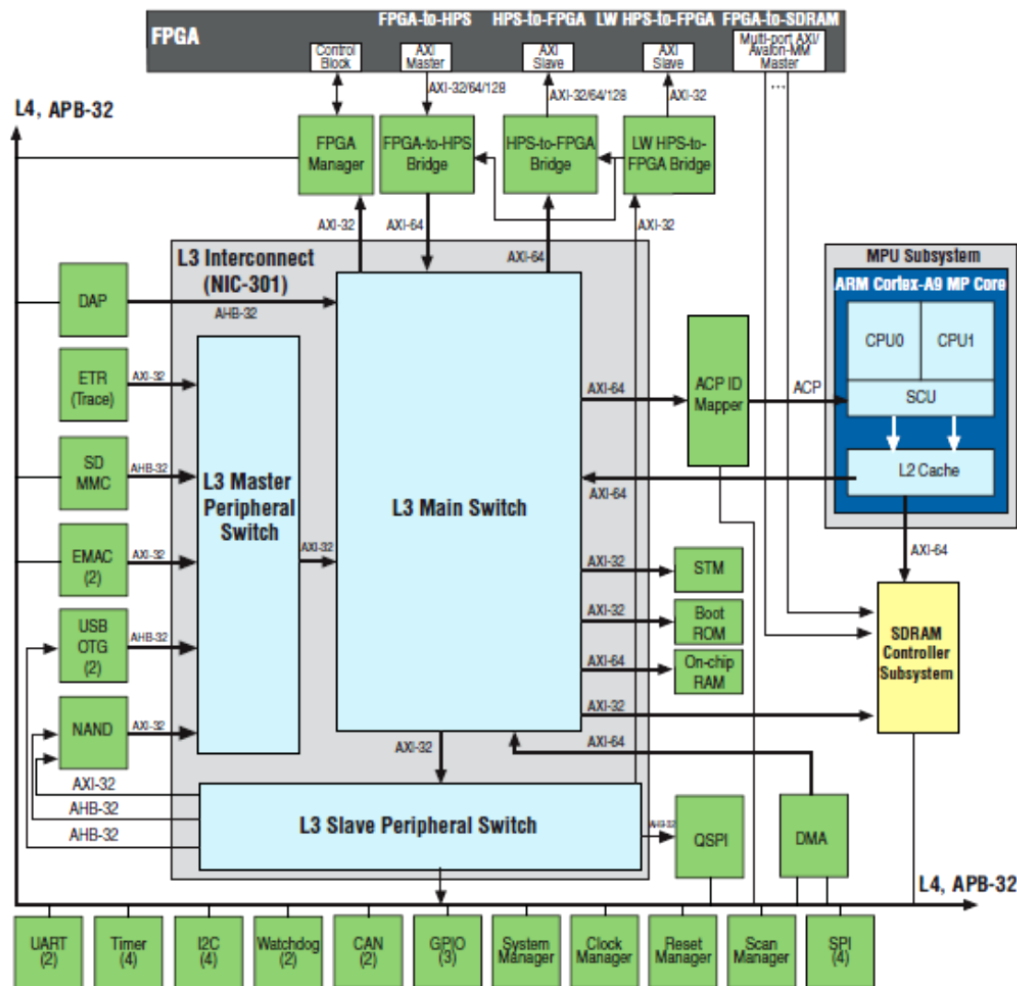 FPGA
FPGA-to-HPS
HPS-to-FPGA
LW HPS-to-FPGA
FPGA-to-SDRAM
Control
Block
AXI
Master
AXI
Slave
AXI
Slave
Multi-port AXI/
Avalon-MM
Master
...
AXI-32/64/128
AXI-32/64/128
AXI-32
L4, APB-32
FPGA
Manager
FPGA-to-HPS
Bridge
HPS-to-FPGA
Bridge
LW HPS-to-
FPGA Bridge
AXI-32
AXI-64
AXI-64
AXI-32
L3 Interconnect
(NIC-301)
MPU Subsystem
ARM Cortex-A9 MP Core
CPU0
CPU1
SCU
L2 Cache
DAP
AHB-32
ETR
(Trace)
AXI-32
SD
MMC
AHB-32
EMAC
(2)
AXI-32
USB
OTG
(2)
AHB-32
NAND
AXI-32
L3 Master
Peripheral
Switch
AXI-32
L3 Main Switch
AXI-64
ACP ID
Mapper
ACP
AXI-64
AXI-64
AXI-32
STM
AXI-32
Boot
ROM
AXI-64
On-chip
RAM
AXI-32
SDRAM
Controller
Subsystem
AXI-32
AXI-64
AXI-32
AHB-32
AHB-32
L3 Slave Peripheral Switch
AHB-32
QSPI
DMA
L4, APB-32
UART
(2)
Timer
(4)
I2C
(4)
Watchdog
(2)
CAN
(2)
GPIO
(3)
System
Manager
Clock
Manager
Reset
Manager
Scan
Manager
SPI
(4)